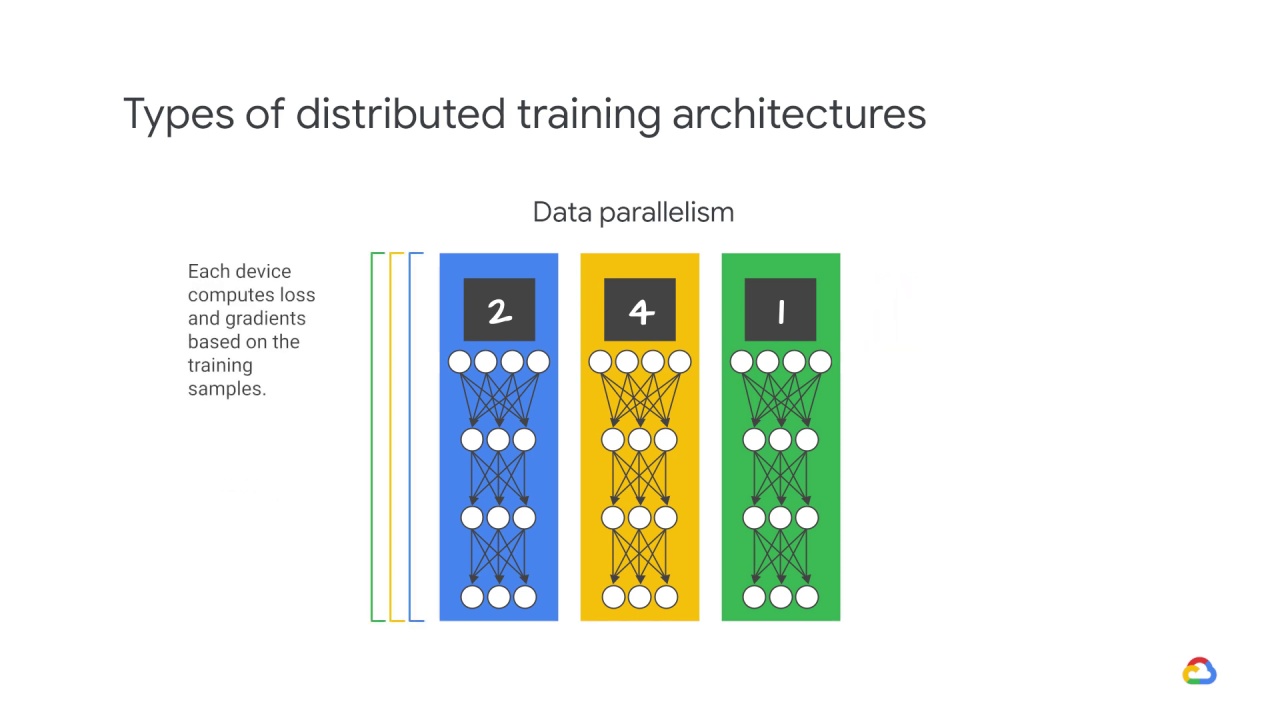 Types of distributed training architectures
Data parallelism
Each device
computes loss
and gradients
based on the
training
samples.
2
4
1